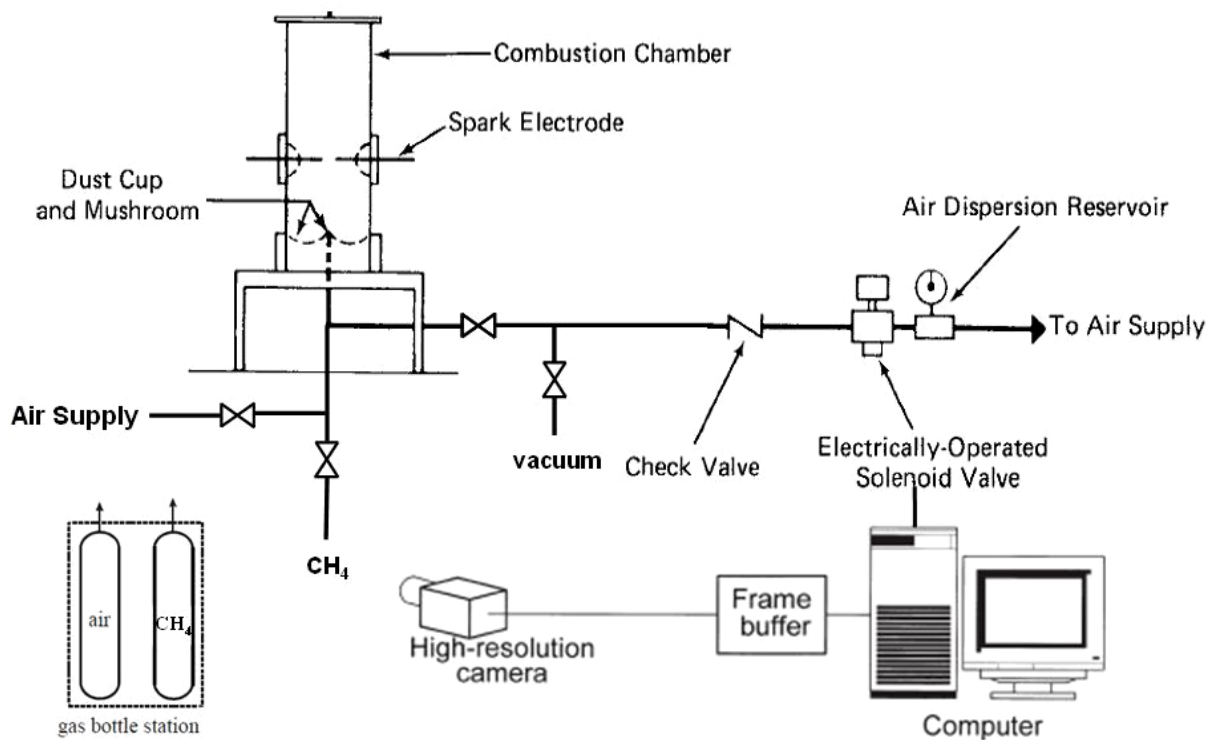 Combustion Chamber
Spark Electrode
Dust Cup
and Mushroom
Air Dispersion Reservoir
To Air Supply
Air Supply
vacuum
Check Valve
Electrically-Operated
Solenoid Valve
CH₄
air
CH₄
gas bottle station
High-resolution
camera
Frame
buffer
Computer